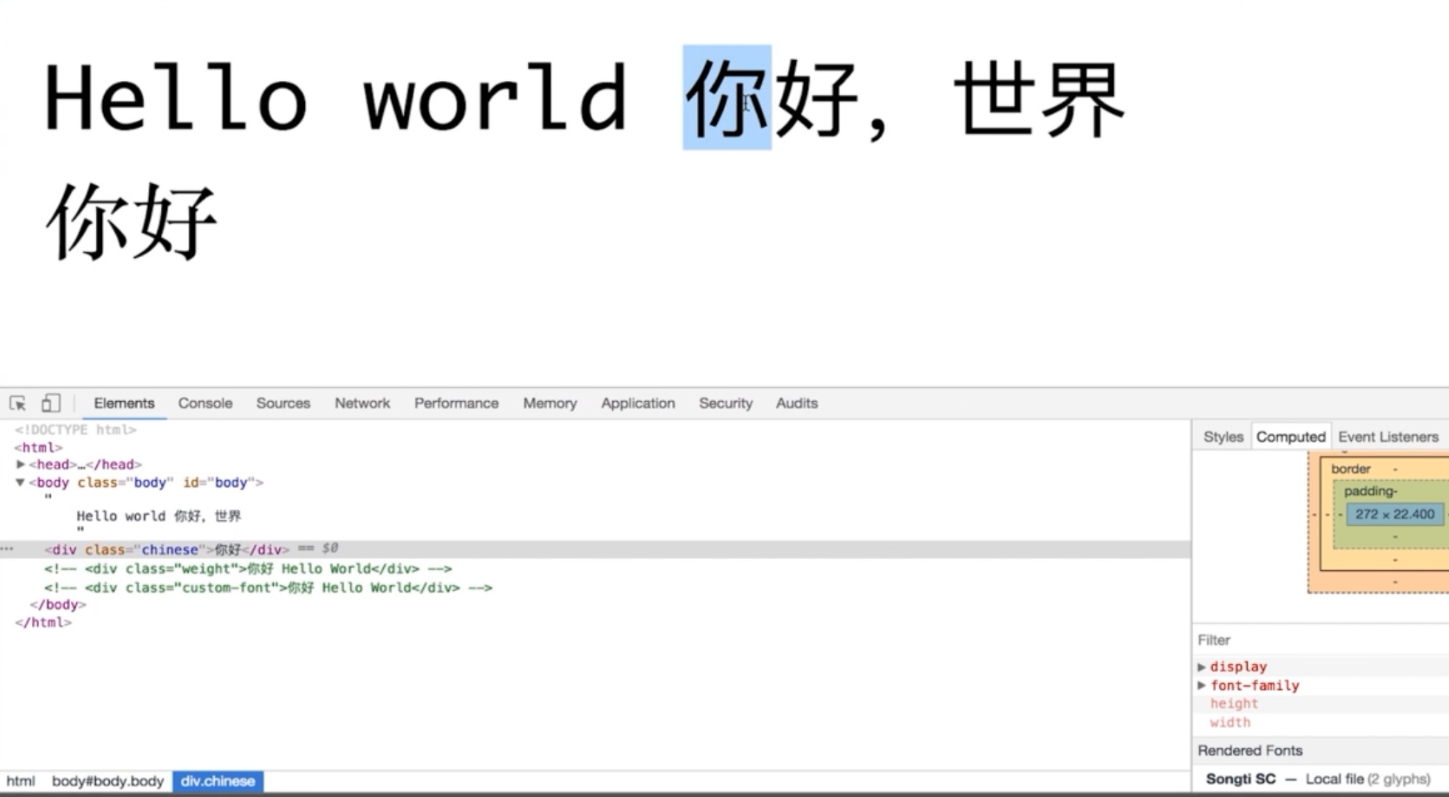 Hello world 你好，世界
你好
Elements Console Sources Network Performance Memory Application Security Audits
<!DOCTYPE html>
<html>
▶<head>…</head>
▼<body class="body" id="body">
"
Hello world 你好，世界
"
··· <div class="chinese">你好</div> == $0
<!-- <div class="weight">你好 Hello World</div> -->
<!-- <div class="custom-font">你好 Hello World</div> -->
</body>
</html>
html body#body.body div.chinese
Styles Computed Event Listeners
border -
padding-
- - - 272 × 22.400
-
-
-
Filter
▶ display
▶ font-family
height
width
Rendered Fonts
Songti SC — Local file (2 glyphs)